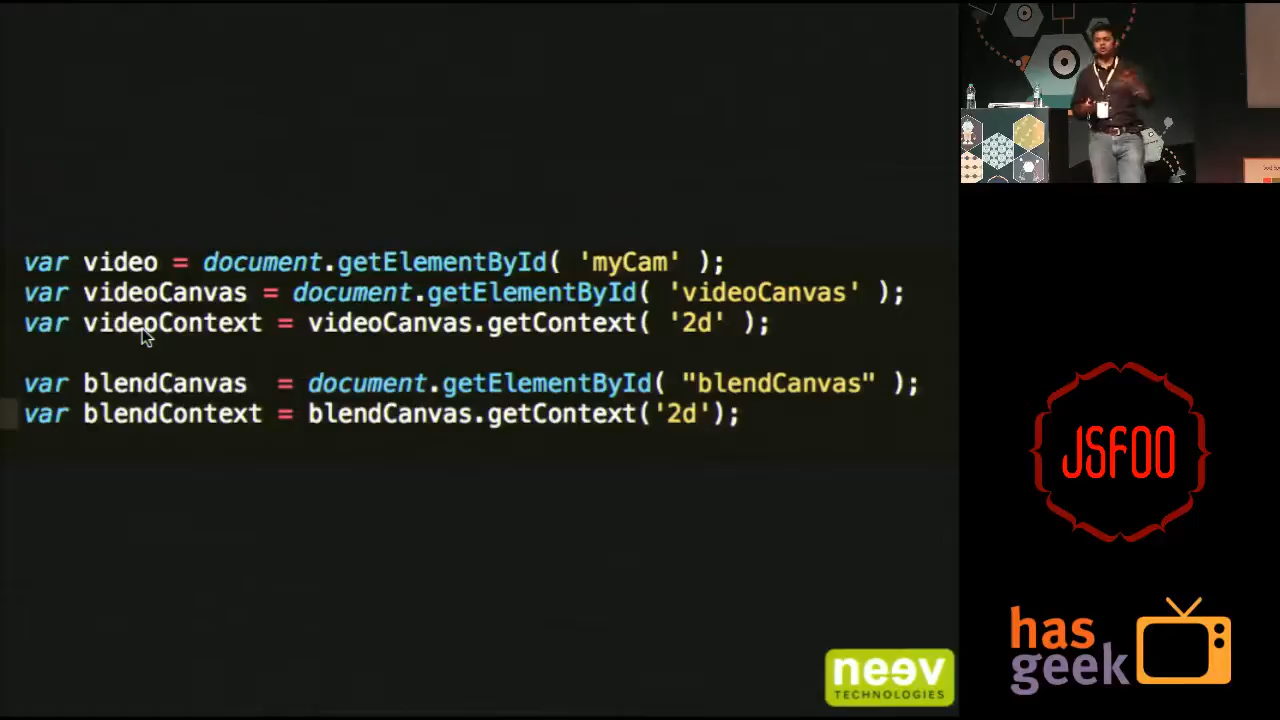 var video = document.getElementById( 'myCam' );
var videoCanvas = document.getElementById( 'videoCanvas' );
var videoContext = videoCanvas.getContext( '2d' );
var blendCanvas  = document.getElementById( "blendCanvas" );
var blendContext = blendCanvas.getContext('2d');
JSFOO
has
geek
neev
TECHNOLOGIES